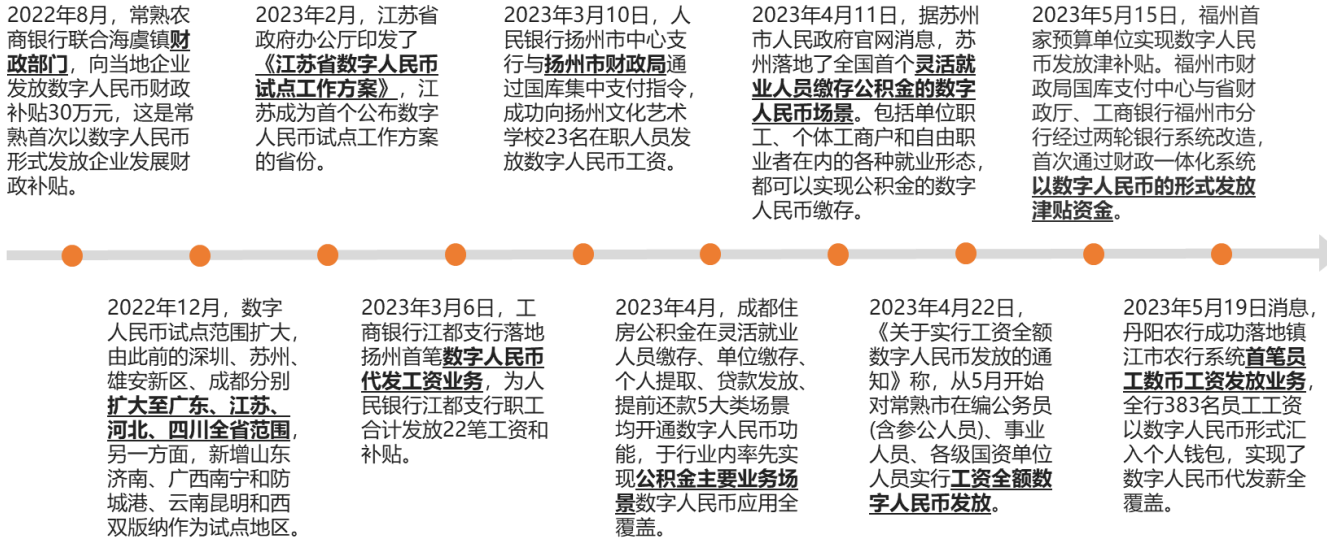 2022年8月，常熟农
商银行联合海虞镇财
政部门，向当地企业
发放数字人民币财政
补贴30万元，这是常
熟首次以数字人民币
形式发放企业发展财
政补贴。
2023年2月，江苏省
政府办公厅印发了
《江苏省数字人民币
试点工作方案》，江
苏成为首个公布数字
人民币试点工作方案
的省份。
2023年3月10日，人
民银行扬州市中心支
行与扬州市财政局通
过国库集中支付指令，
成功向扬州文化艺术
学校23名在职人员发
放数字人民币工资。
2023年4月11日，据苏州
市人民政府官网消息，苏
州落地了全国首个灵活就
业人员缴存公积金的数字
人民币场景。包括单位职
工、个体工商户和自由职
业者在内的各种就业形态，
都可以实现公积金的数字
人民币缴存。
2023年5月15日，福州首
家预算单位实现数字人民
币发放津补贴。福州市财
政局国库支付中心与省财
政厅、工商银行福州市分
行经过两轮银行系统改造，
首次通过财政一体化系统
以数字人民币的形式发放
津贴资金。
2022年12月，数字
人民币试点范围扩大，
由此前的深圳、苏州、
雄安新区、成都分别
扩大至广东、江苏、
河北、四川全省范围，
另一方面，新增山东
济南、广西南宁和防
城港、云南昆明和西
双版纳作为试点地区。
2023年3月6日，工
商银行江都支行落地
扬州首笔数字人民币
代发工资业务，为人
民银行江都支行职工
合计发放22笔工资和
补贴。
2023年4月，成都住
房公积金在灵活就业
人员缴存、单位缴存、
个人提取、贷款发放、
提前还款5大类场景
均开通数字人民币功
能，于行业内率先实
现公积金主要业务场
景数字人民币应用全
覆盖。
2023年4月22日，
《关于实行工资全额
数字人民币发放的通
知》称，从5月开始
对常熟市在编公务员
(含参公人员)、事业
人员、各级国资单位
人员实行工资全额数
字人民币发放。
2023年5月19日消息，
丹阳农行成功落地镇
江市农行系统首笔员
工数币工资发放业务，
全行383名员工工资
以数字人民币形式汇
入个人钱包，实现了
数字人民币代发薪全
覆盖。